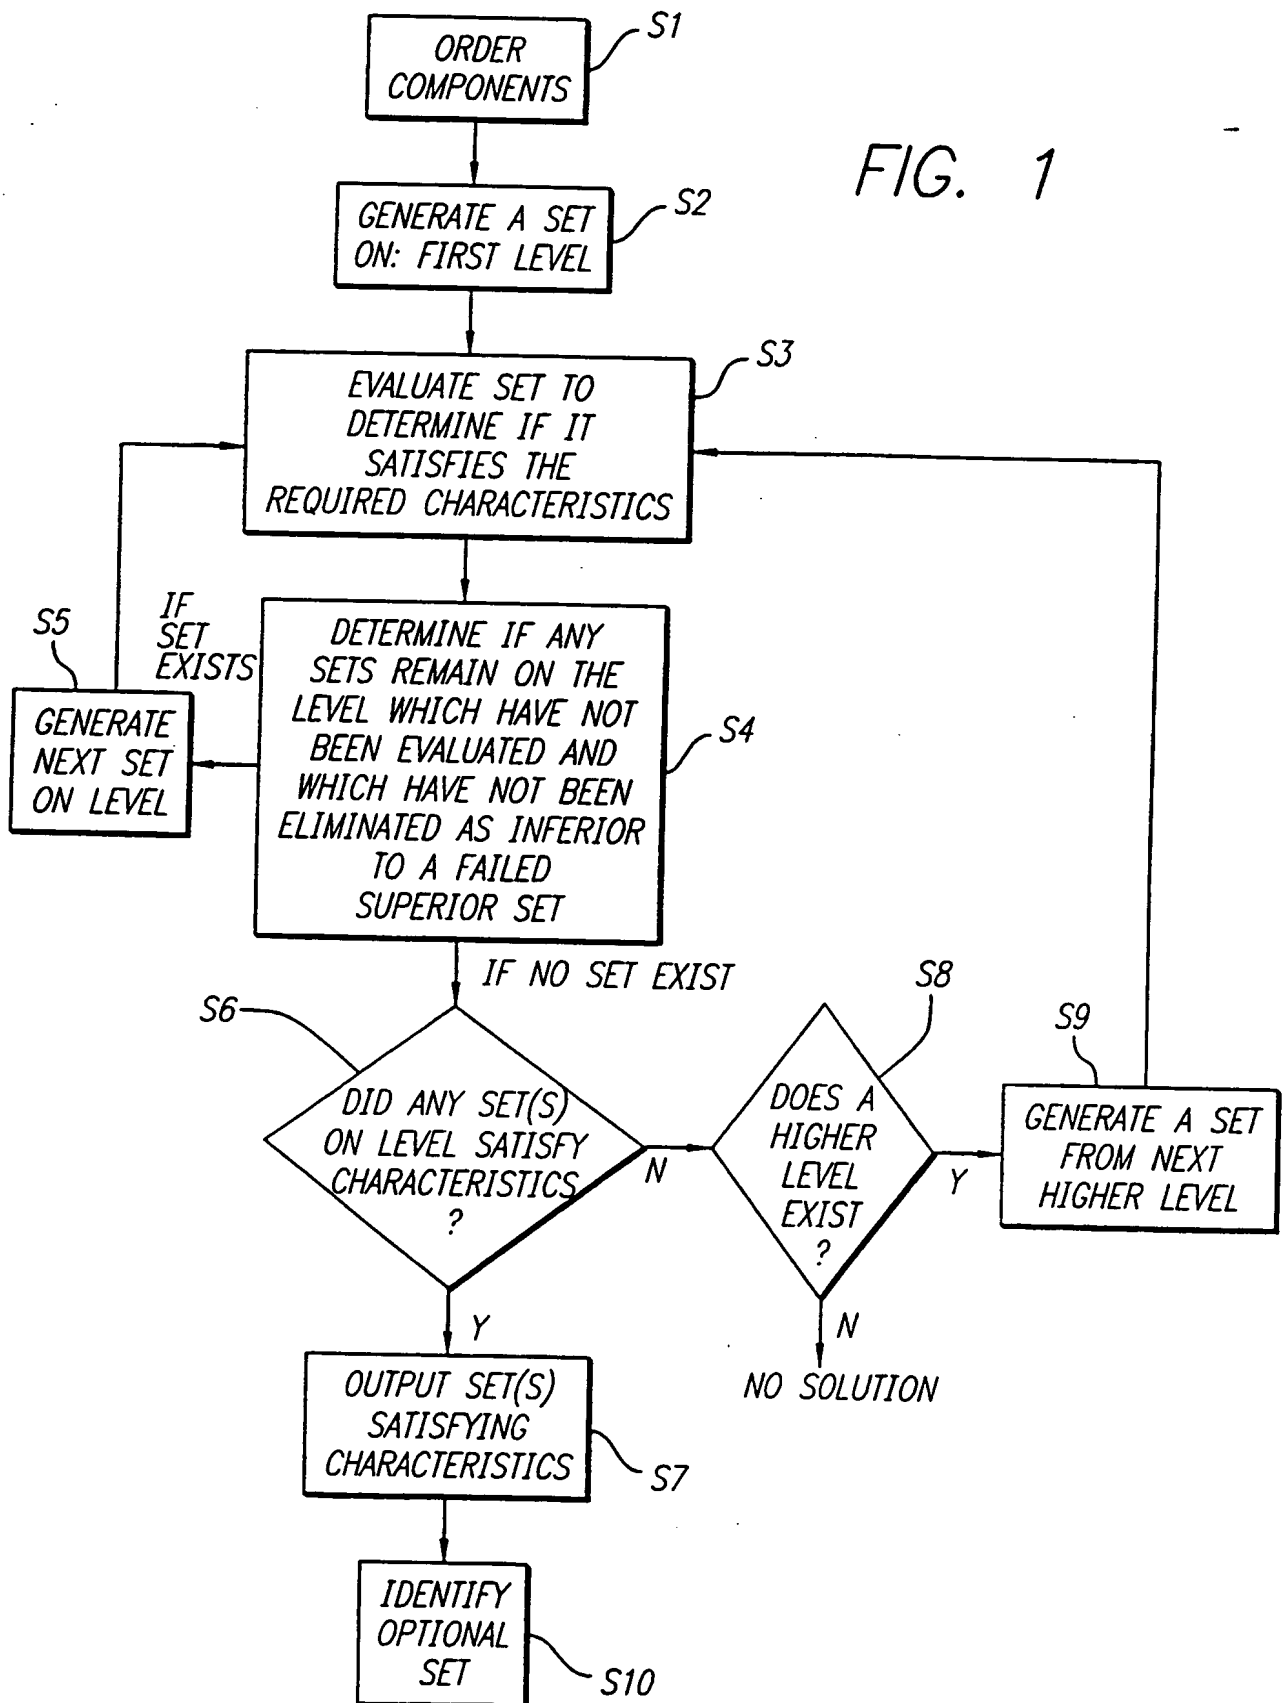 ORDER
COMPONENTS
S1
FIG. 1
GENERATE A SET
ON: FIRST LEVEL
S2
EVALUATE SET TO
DETERMINE IF IT
SATISFIES THE
REQUIRED CHARACTERISTICS
S3
IF
SET
EXISTS
S5
GENERATE
NEXT SET
ON LEVEL
DETERMINE IF ANY
SETS REMAIN ON THE
LEVEL WHICH HAVE NOT
BEEN EVALUATED AND
WHICH HAVE NOT BEEN
ELIMINATED AS INFERIOR
TO A FAILED
SUPERIOR SET
S4
IF NO SET EXIST
S6
DID ANY SET(S)
ON LEVEL SATISFY
CHARACTERISTICS
?
N
Y
S8
DOES A
HIGHER
LEVEL
EXIST
?
Y
N
NO SOLUTION
S9
GENERATE A SET
FROM NEXT
HIGHER LEVEL
OUTPUT SET(S)
SATISFYING
CHARACTERISTICS
S7
IDENTIFY
OPTIONAL
SET
S10